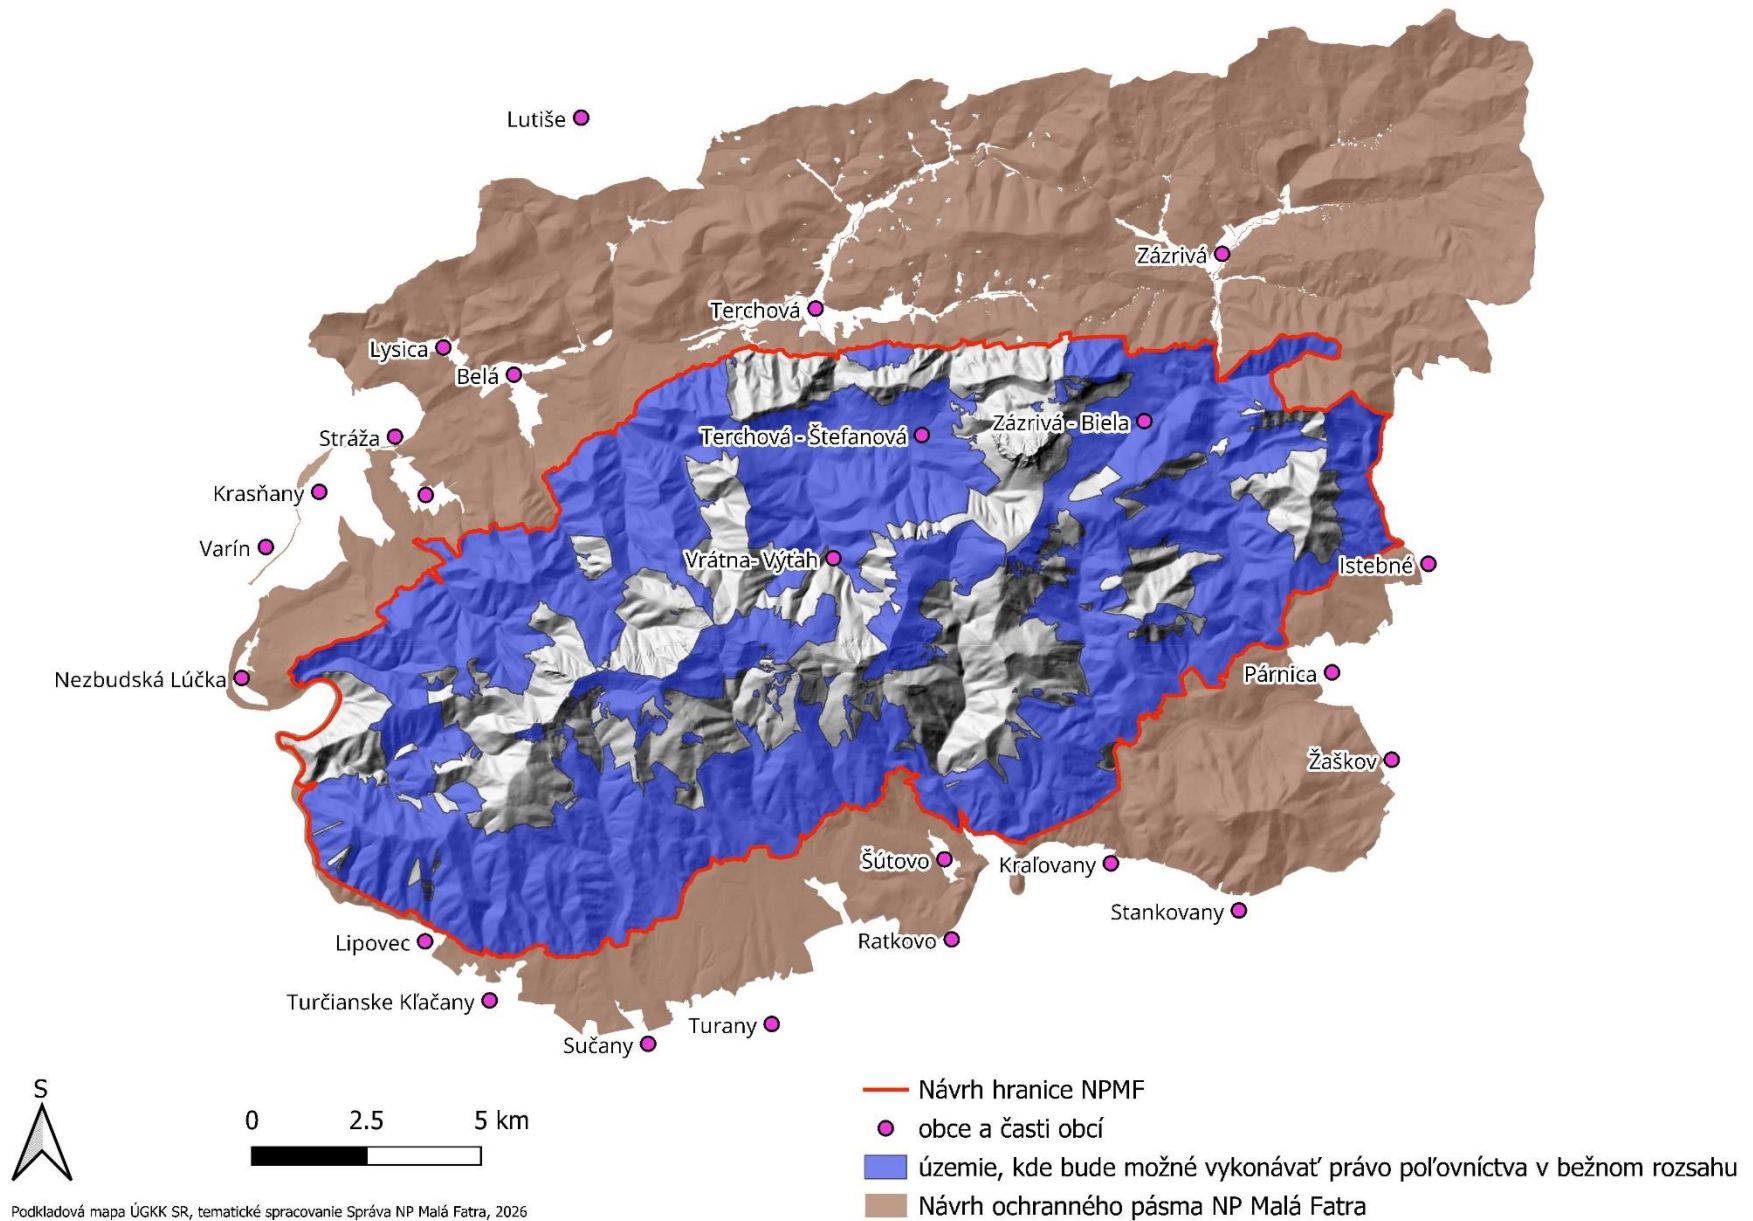 Lutiše
Zázrivá
Terchová
Lysica
Belá
Zázrivá - Biela
Terchová - Štefanová
Stráža
Krasňany
Varín
Vrátna- Výťah
Istebné
Párnica
Nezbudská Lúčka
Žaškov
Šútovo
Kraľovany
Stankovany
Lipovec
Ratkovo
Turčianske Kľačany
Turany
Sučany
S
0 2.5 5 km
Návrh hranice NPMF
obce a časti obcí
územie, kde bude možné vykonávať právo poľovníctva v bežnom rozsahu
Návrh ochranného pásma NP Malá Fatra
Podkladová mapa ÚGKK SR, tematické spracovanie Správa NP Malá Fatra, 2026